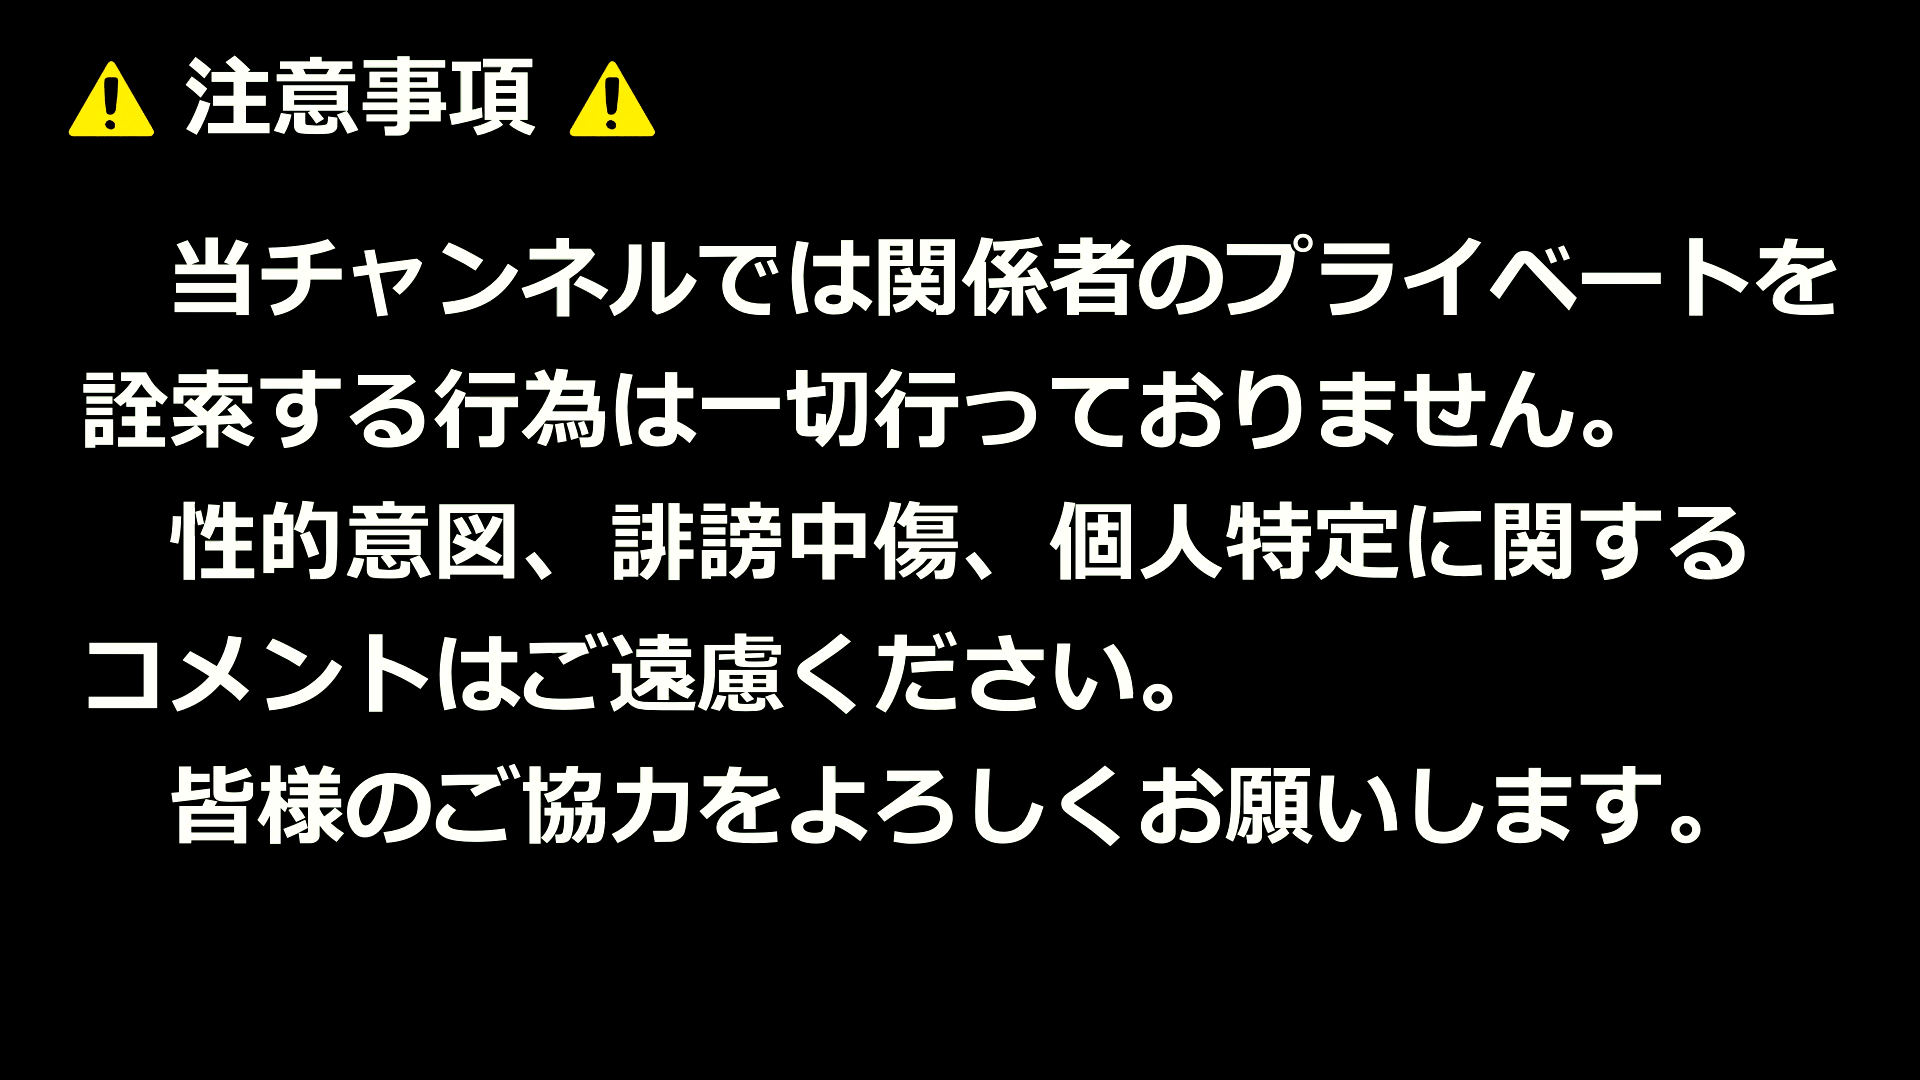 ⚠ 注意事項 ⚠
当チャンネルでは関係者のプライベートを
詮索する行為は一切行っておりません。
性的意図、誹謗中傷、個人特定に関する
コメントはご遠慮ください。
皆様のご協力をよろしくお願いします。